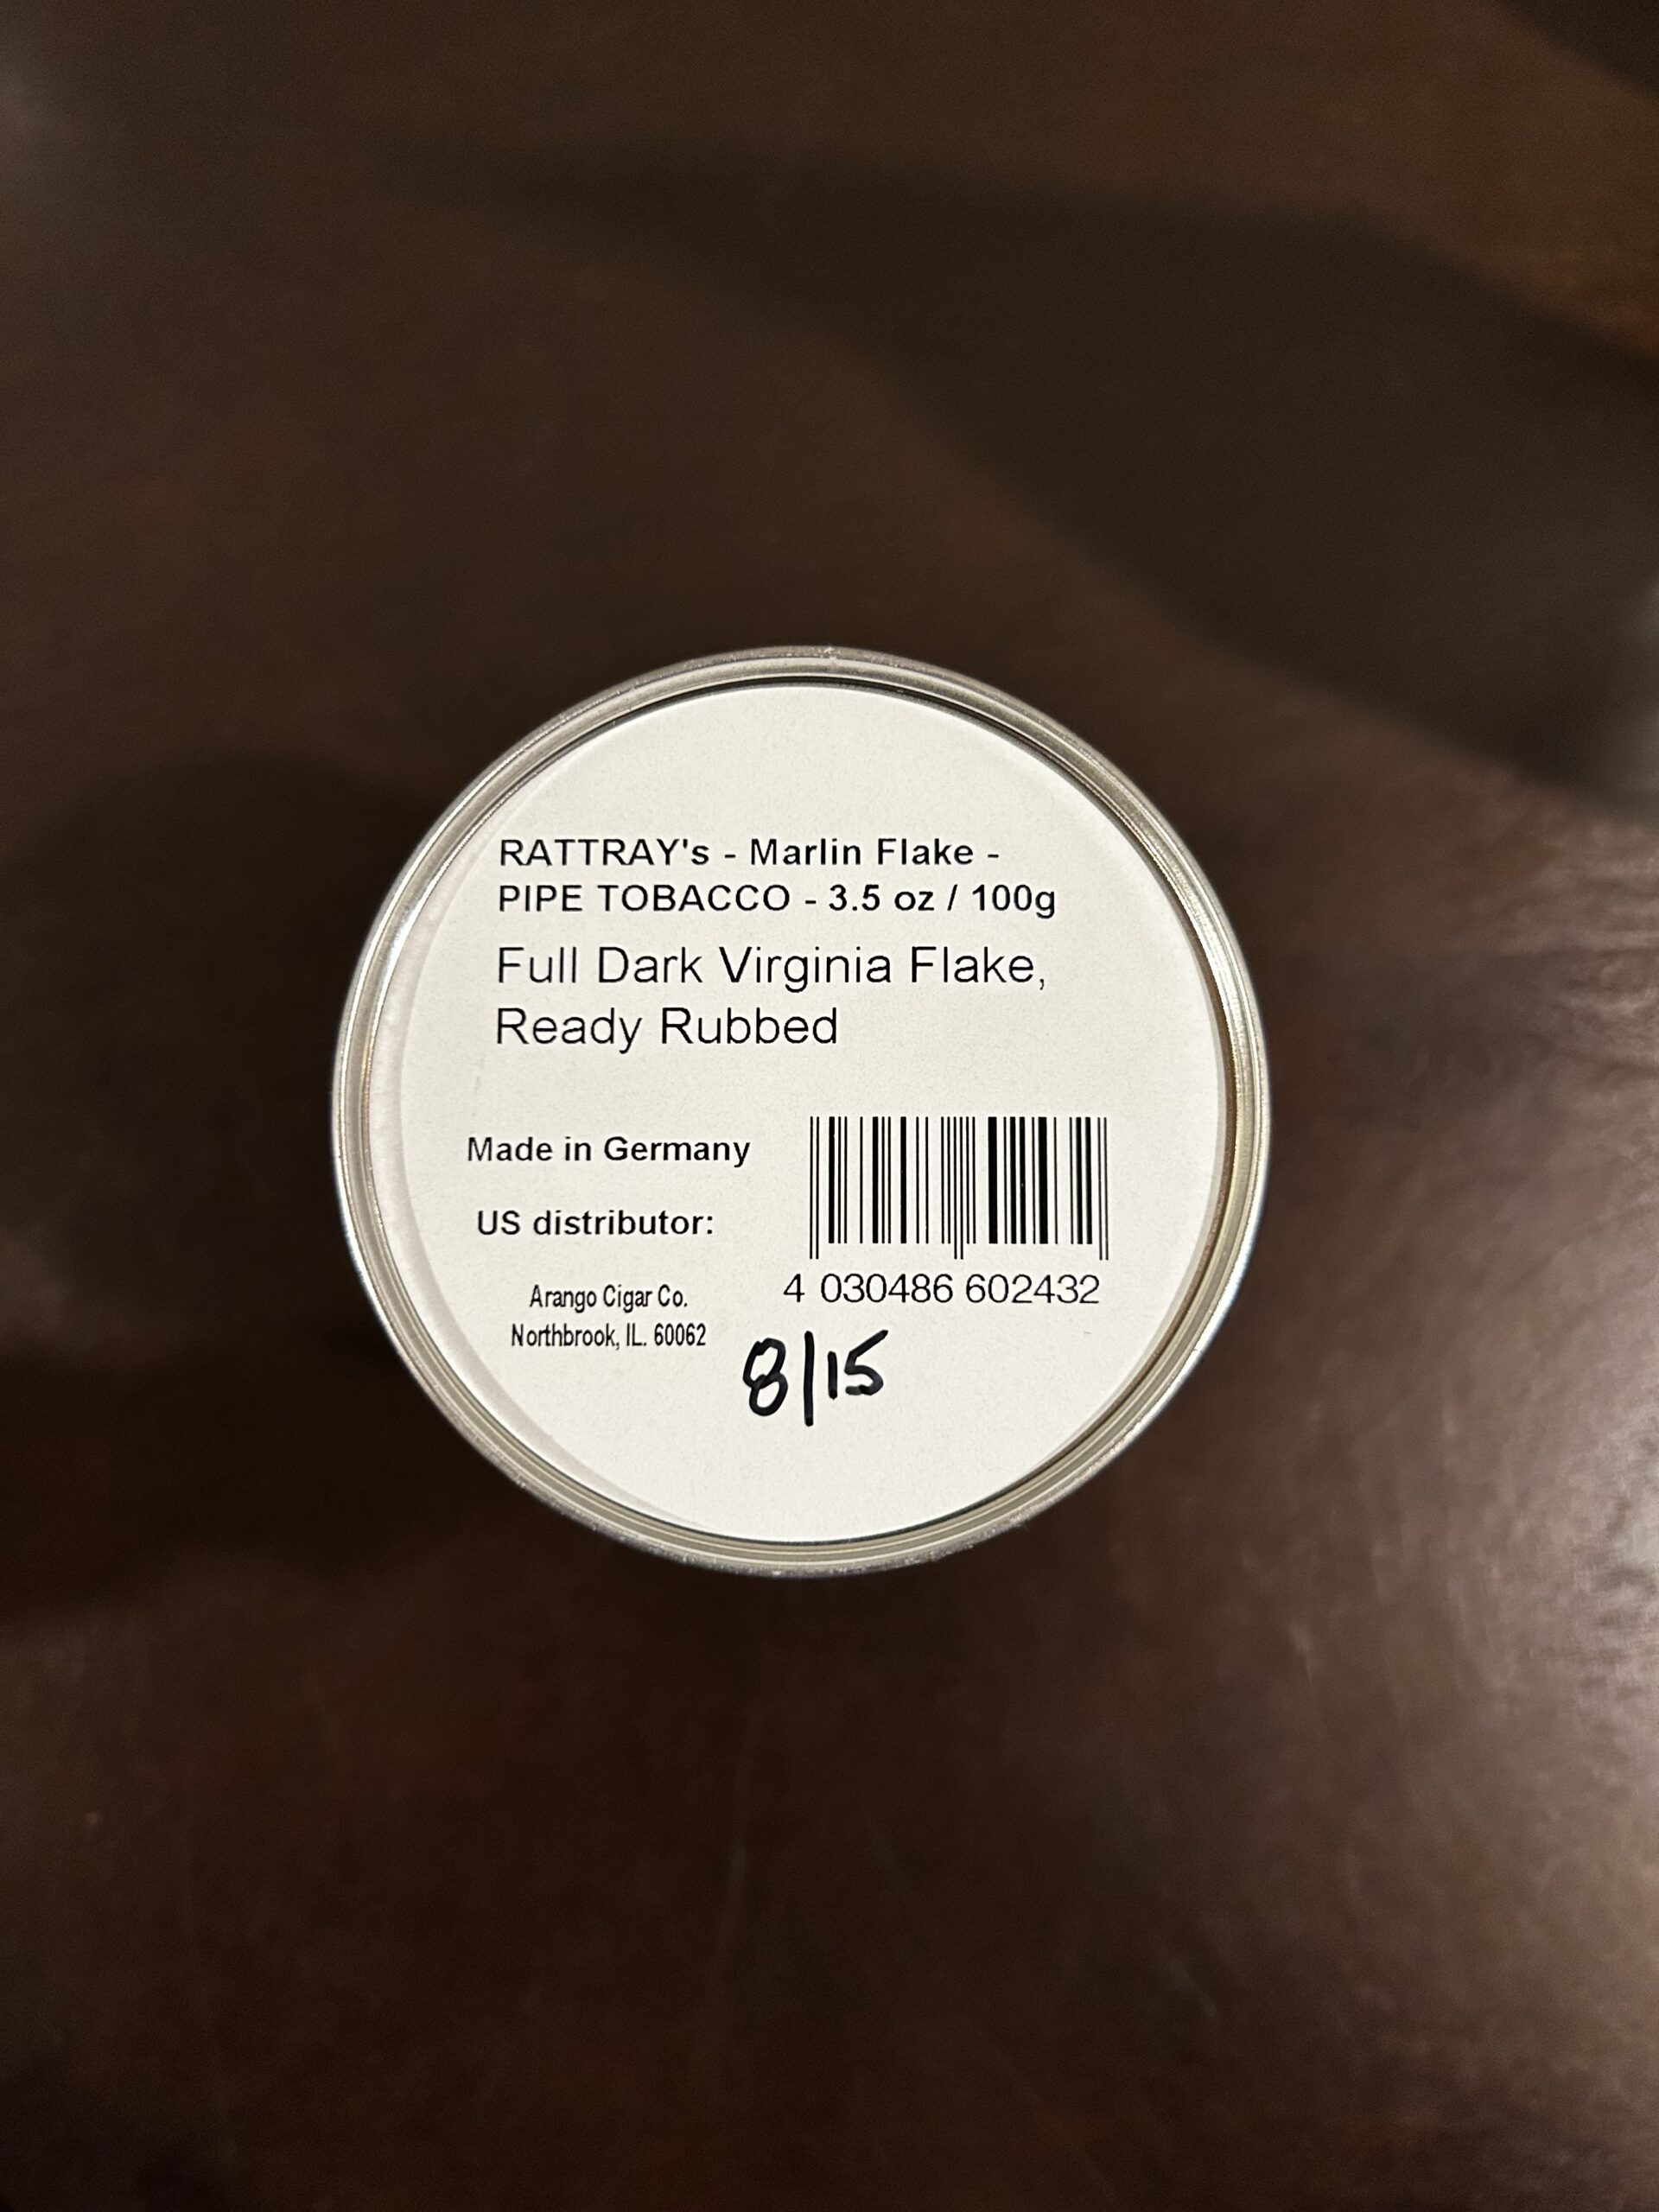 RATTRAY's - Marlin Flake -
PIPE TOBACCO - 3.5 oz / 100g
Full Dark Virginia Flake,
Ready Rubbed
Made in Germany
US distributor:
Arango Cigar Co.
Northbrook, IL. 60062
4 030486 602432
8/15